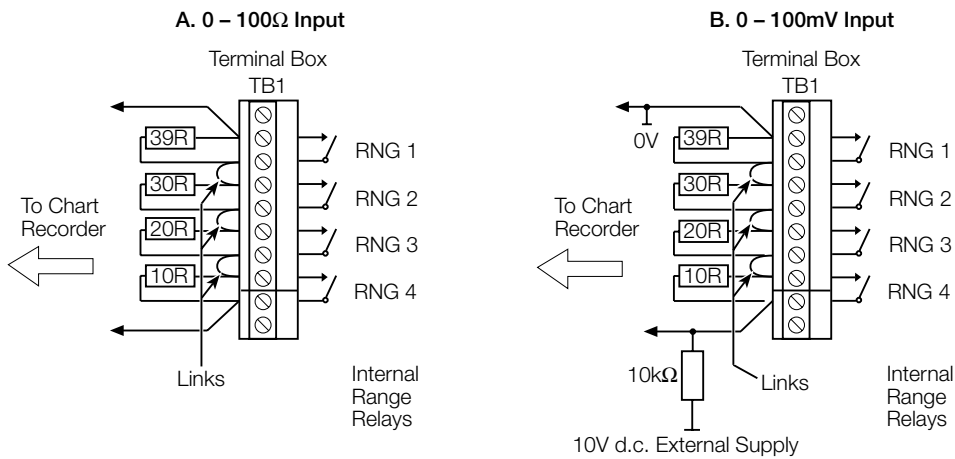 A. 0 – 100Ω Input
Terminal Box
TB1
39R
RNG 1
30R
RNG 2
To Chart
Recorder
20R
RNG 3
10R
RNG 4
Links
Internal
Range
Relays
B. 0 – 100mV Input
Terminal Box
TB1
0V
39R
RNG 1
30R
RNG 2
To Chart
Recorder
20R
RNG 3
10R
RNG 4
10kΩ
Links
Internal
Range
Relays
10V d.c. External Supply